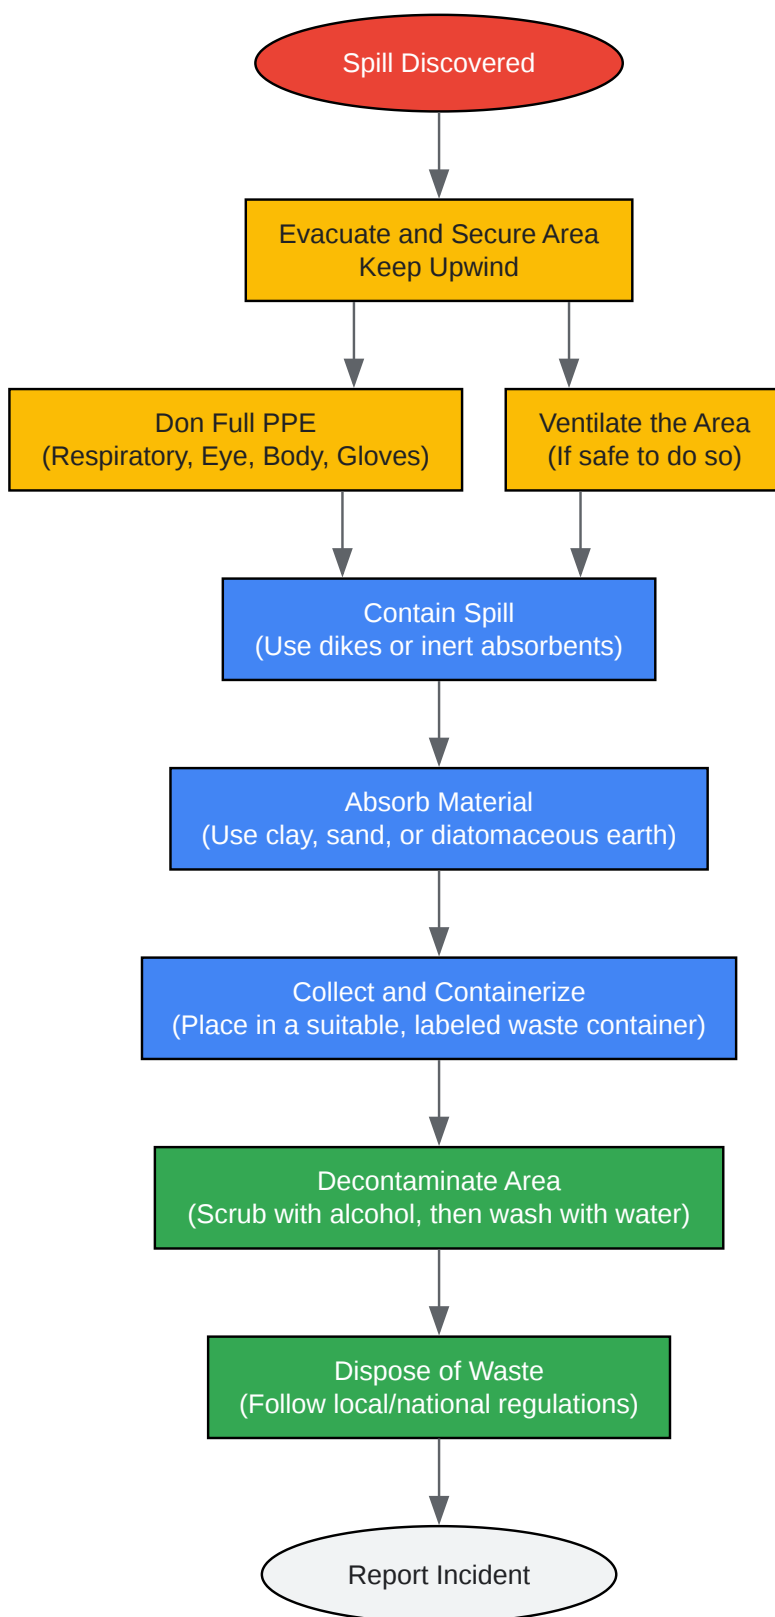 Spill Discovered
Evacuate and Secure Area
Keep Upwind
Don Full PPE
(Respiratory, Eye, Body, Gloves)
Ventilate the Area
(If safe to do so)
Contain Spill
(Use dikes or inert absorbents)
Absorb Material
(Use clay, sand, or diatomaceous earth)
Collect and Containerize
(Place in a suitable, labeled waste container)
Decontaminate Area
(Scrub with alcohol, then wash with water)
Dispose of Waste
(Follow local/national regulations)
Report Incident